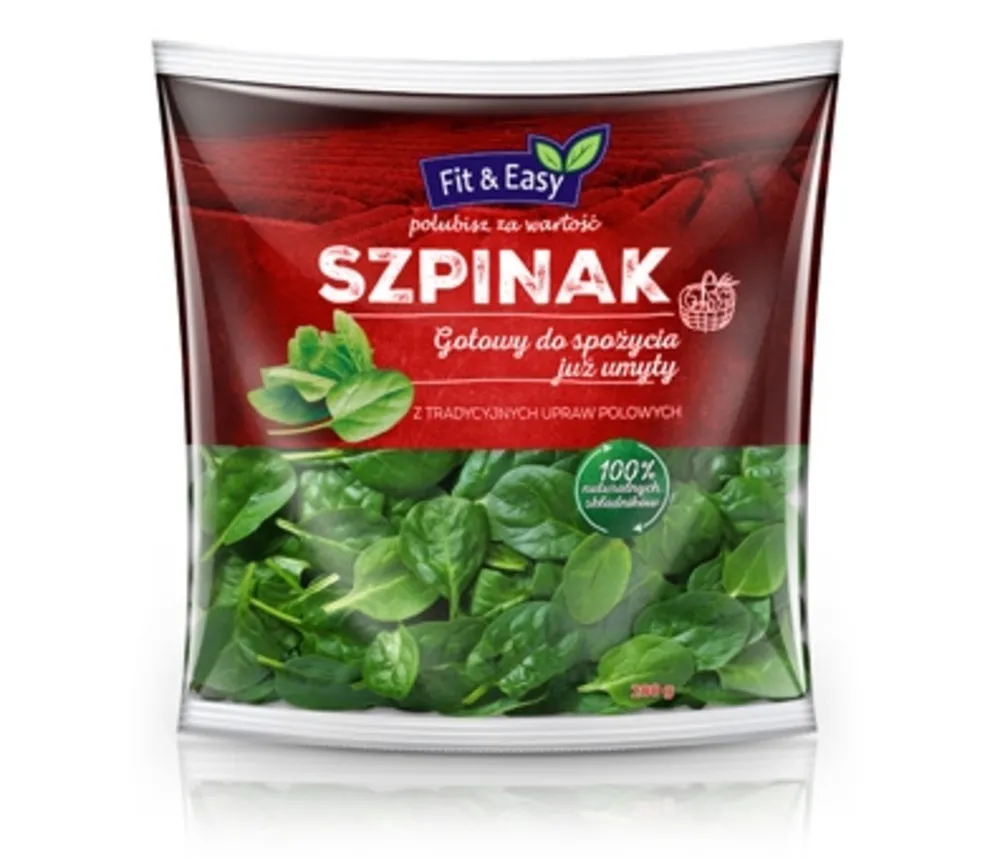 Fit & Easy
polubisz za wartość
SZPINAK
Gotowy do spożycia
już umyty
Z TRADYCYJNYCH UPRAW POLOWYCH
100%
naturalnych
składników